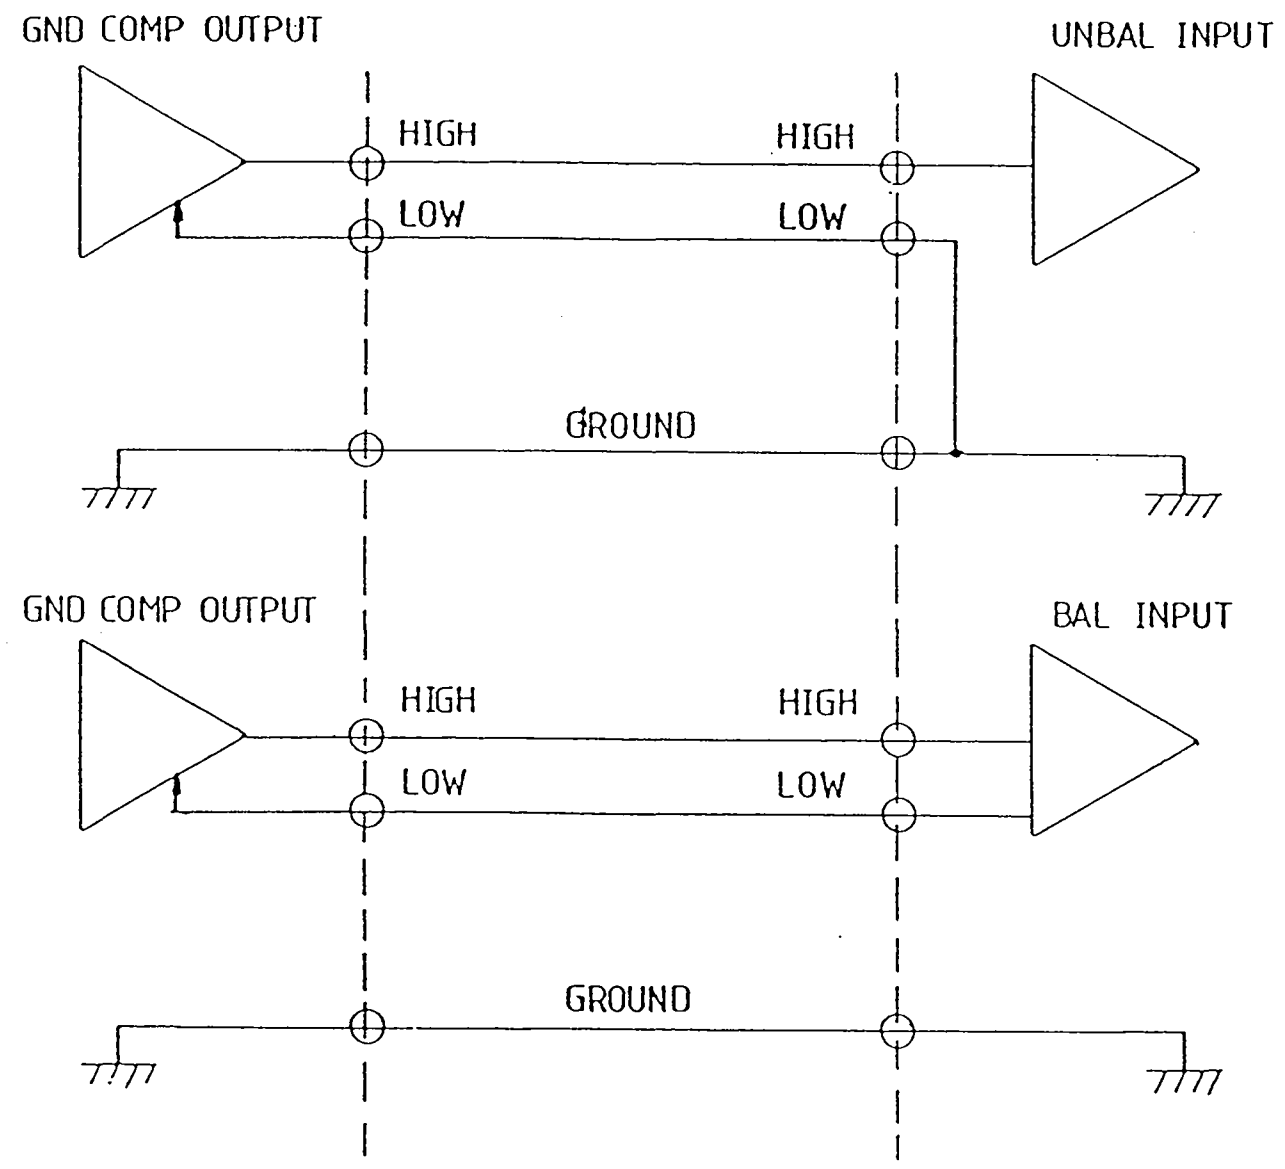 GND COMP OUTPUT
UNBAL INPUT
HIGH
HIGH
LOW
LOW
GROUND
GND COMP OUTPUT
BAL INPUT
HIGH
HIGH
LOW
LOW
GROUND